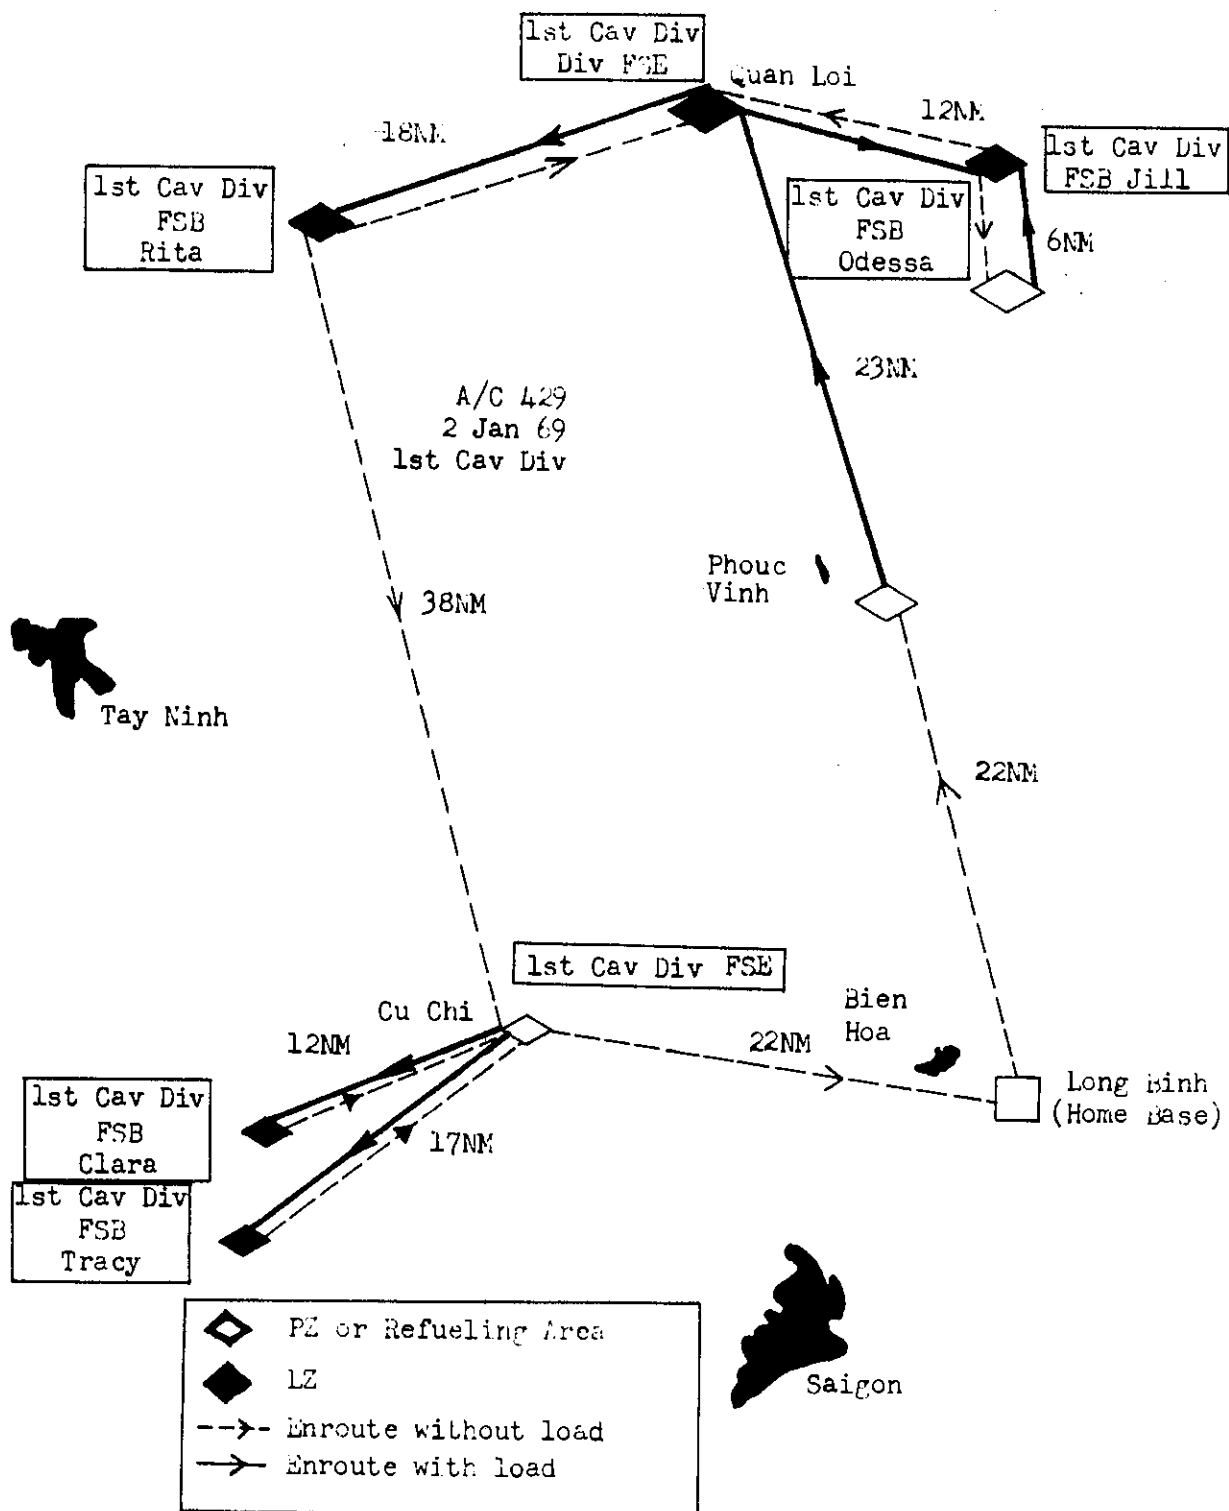 1st Cav Div
Div FSE
Quan Loi
18NM
12NM
1st Cav Div
FSB Jill
1st Cav Div
FSB
Rita
1st Cav Div
FSB
Odessa
6NM
23NM
A/C 429
2 Jan 69
1st Cav Div
Phouc
Vinh
38NM
Tay Ninh
22NM
1st Cav Div FSE
Cu Chi
Bien
Hoa
12NM
22NM
Long Binh
(Home Base)
1st Cav Div
FSB
Clara
17NM
1st Cav Div
FSB
Tracy
PZ or Refueling Area
LZ
Enroute without load
Enroute with load
Saigon